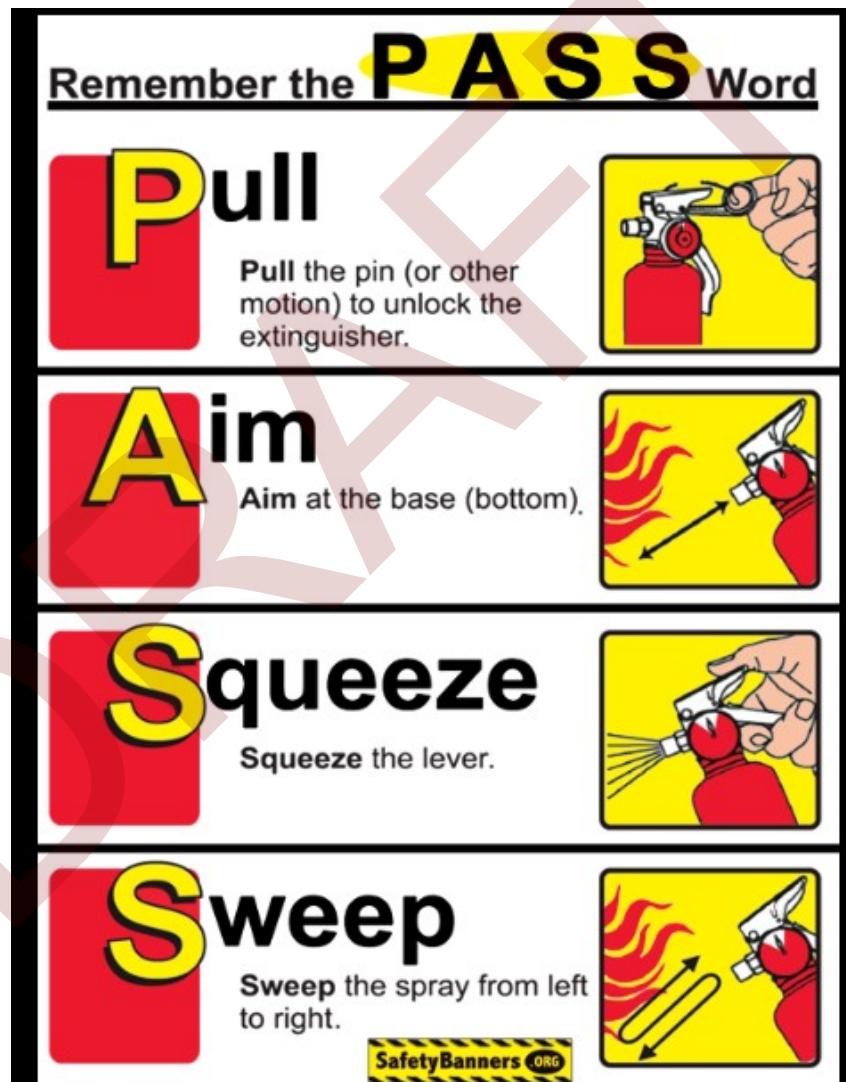 Remember the P A S S Word
Pull
Pull the pin (or other
motion) to unlock the
extinguisher.
Aim
Aim at the base (bottom).
Squeeze
Squeeze the lever.
Sweep
Sweep the spray from left
to right.
SafetyBanners .ORG
DRAFT